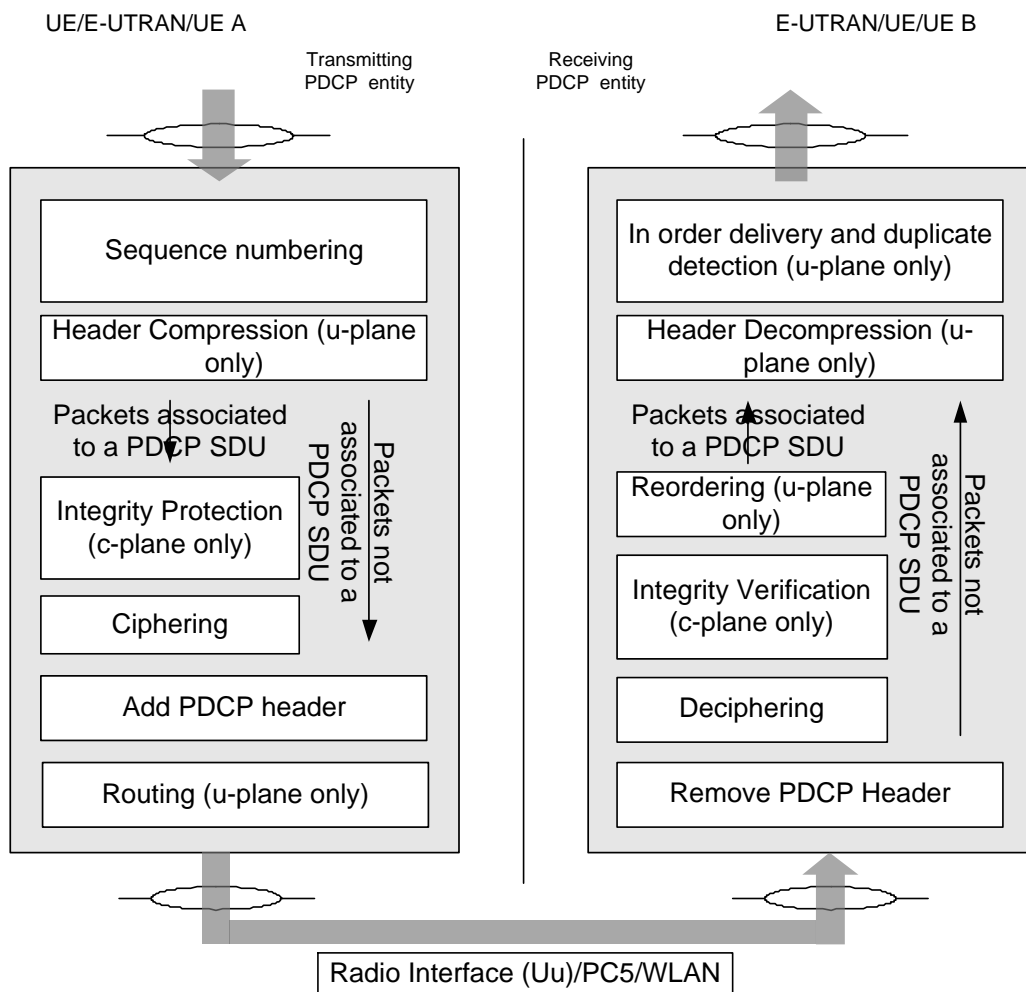 UE/E-UTRAN/UE A
E-UTRAN/UE/UE B
Transmitting
PDCP entity
Receiving
PDCP entity
Sequence numbering
Header Compression (u-plane
only)
Packets associated
to a PDCP SDU
Packets not
associated to a
PDCP SDU
Integrity Protection
(c-plane only)
Ciphering
Add PDCP header
Routing (u-plane only)
In order delivery and duplicate
detection (u-plane only)
Header Decompression (u-
plane only)
Packets associated
to a PDCP SDU
Packets not
associated to a
PDCP SDU
Reordering (u-plane
only)
Integrity Verification
(c-plane only)
Deciphering
Remove PDCP Header
Radio Interface (Uu)/PC5/WLAN